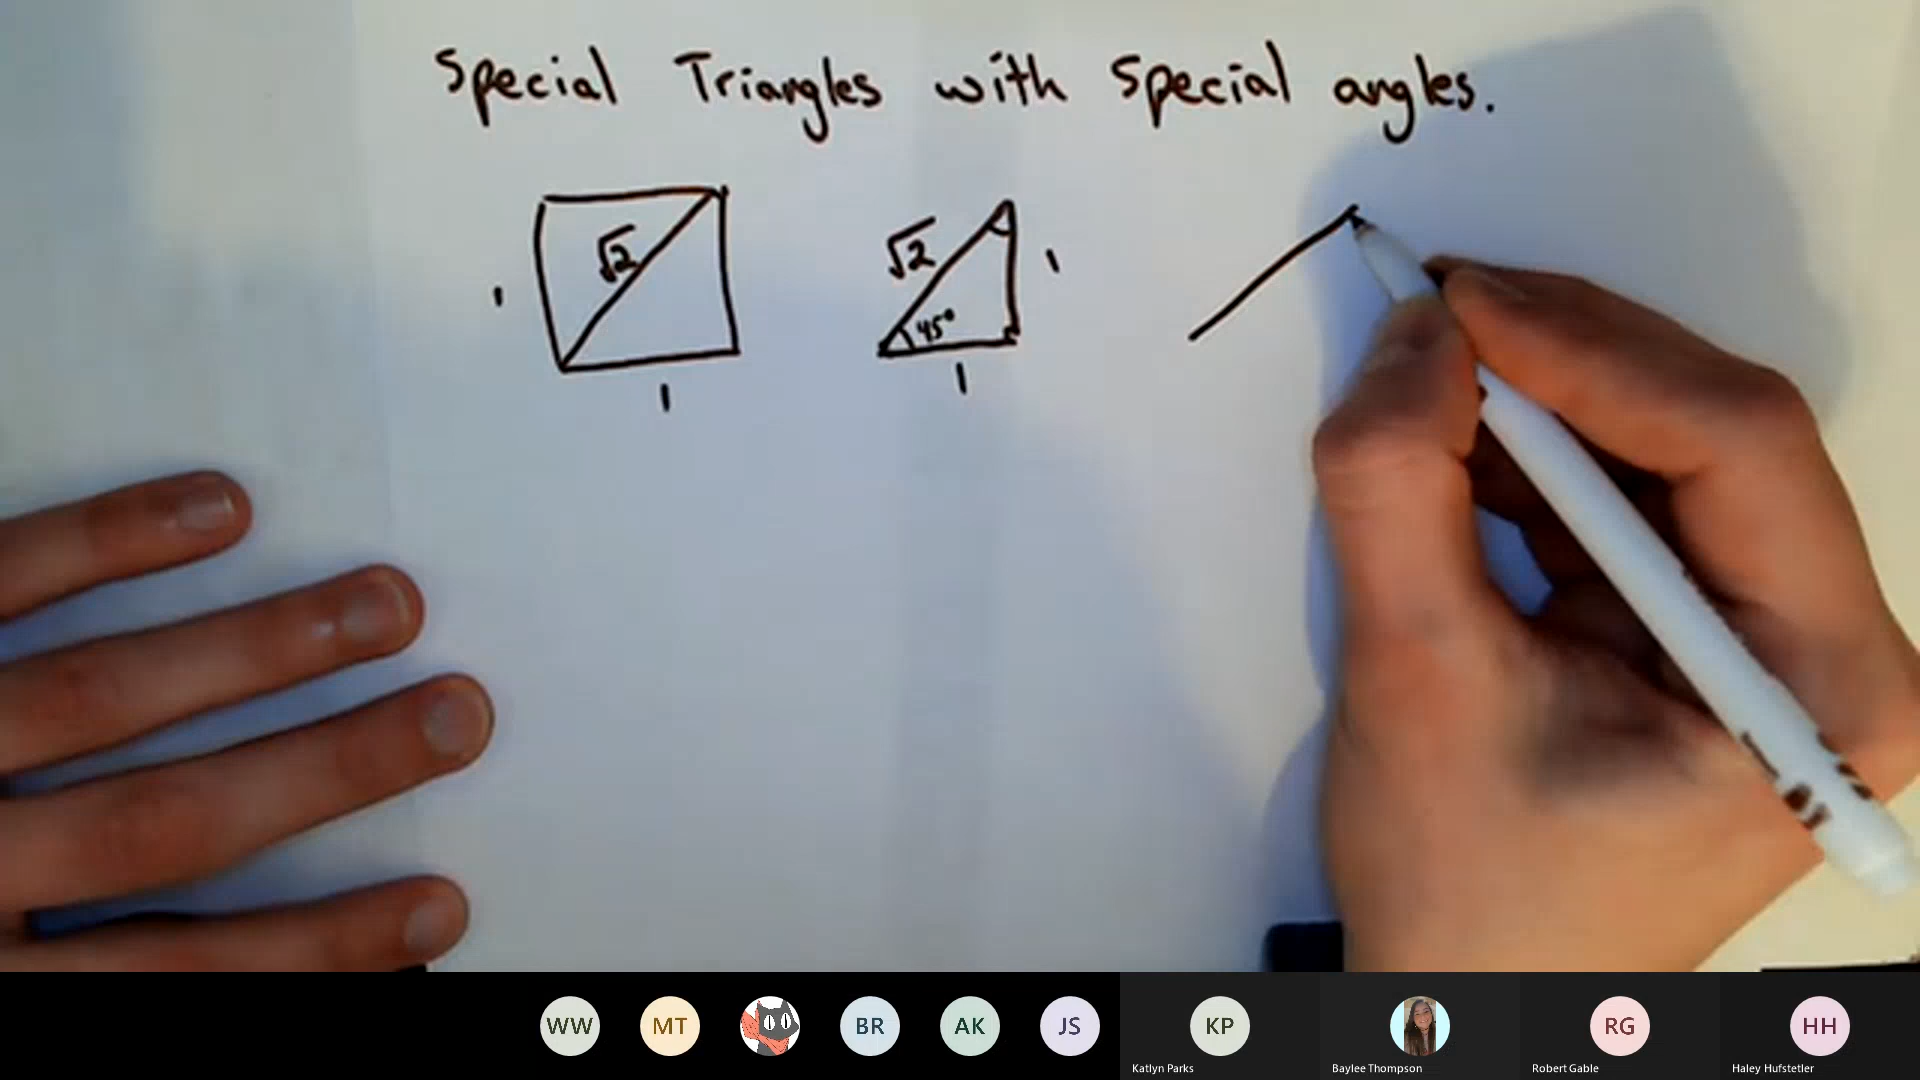 Special Triangles with Special angles.
√2
1
1
√2
1
45°
1
WW MT BR AK JS KP RG HH
Katlyn Parks Baylee Thompson Robert Gable Haley Hufstetler